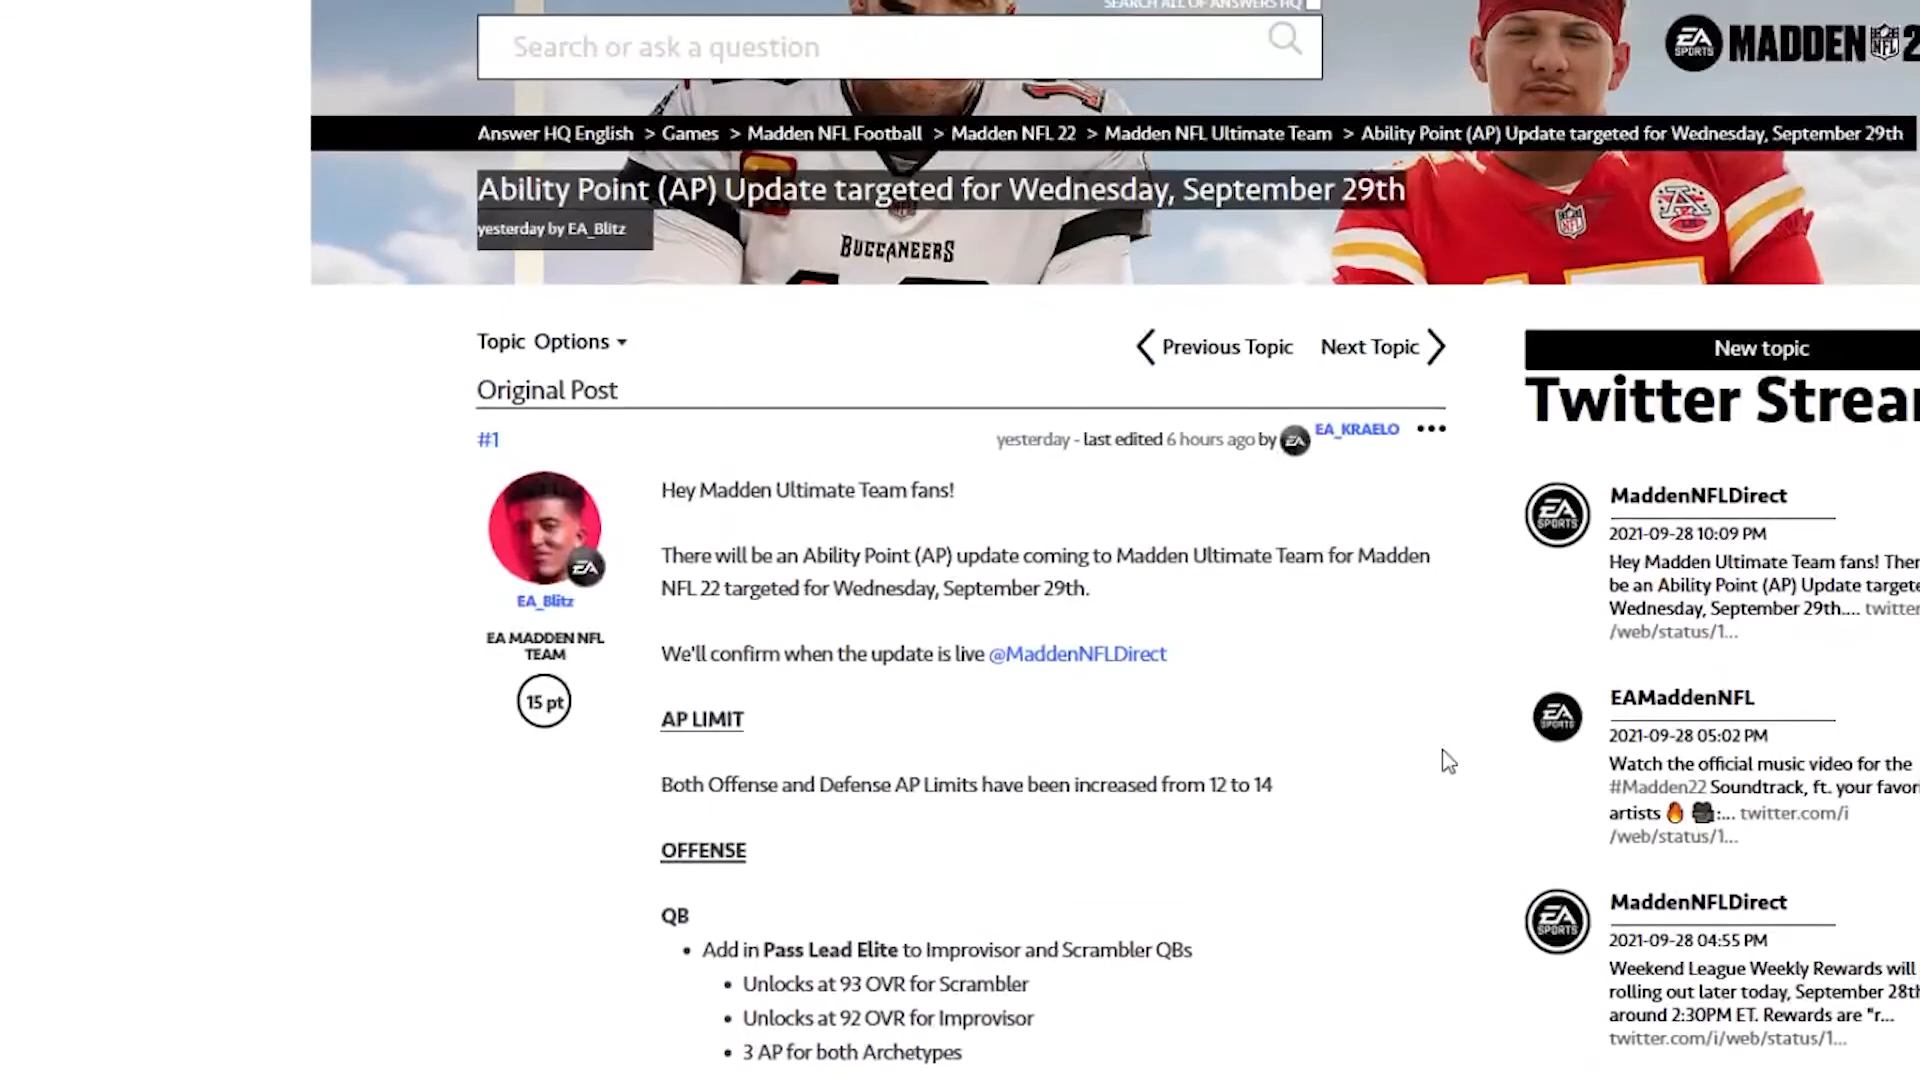 SEARCH ALL OF ANSWERS HQ
Search or ask a question
EA SPORTS MADDEN NFL 2
Answer HQ English > Games > Madden NFL Football > Madden NFL 22 > Madden NFL Ultimate Team > Ability Point (AP) Update targeted for Wednesday, September 29th
Ability Point (AP) Update targeted for Wednesday, September 29th
yesterday by EA_Blitz
BUCCANEERS
Topic Options
Previous Topic Next Topic
Original Post
#1
yesterday - last edited 6 hours ago by EA EA_KRAELO
EA
EA_Blitz
EA MADDEN NFL
TEAM
15 pt
Hey Madden Ultimate Team fans!
There will be an Ability Point (AP) update coming to Madden Ultimate Team for Madden
NFL 22 targeted for Wednesday, September 29th.
We'll confirm when the update is live @MaddenNFLDirect
AP LIMIT
Both Offense and Defense AP Limits have been increased from 12 to 14
OFFENSE
QB
• Add in Pass Lead Elite to Improvisor and Scrambler QBs
• Unlocks at 93 OVR for Scrambler
• Unlocks at 92 OVR for Improvisor
• 3 AP for both Archetypes
New topic
Twitter Strea
EA SPORTS
MaddenNFLDirect
2021-09-28 10:09 PM
Hey Madden Ultimate Team fans! Ther
be an Ability Point (AP) Update targete
Wednesday, September 29th.... twitter
/web/status/1...
EA SPORTS
EAMaddenNFL
2021-09-28 05:02 PM
Watch the official music video for the
#Madden22 Soundtrack, ft. your favor
artists 🔥 🎥:... twitter.com/i
/web/status/1...
EA SPORTS
MaddenNFLDirect
2021-09-28 04:55 PM
Weekend League Weekly Rewards will
rolling out later today, September 28th
around 2:30PM ET. Rewards are "r...
twitter.com/i/web/status/1...